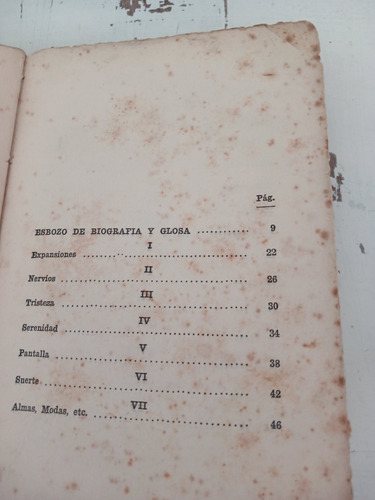 Pág.
ESBOZO DE BIOGRAFIA Y GLOSA ............ 9
I
Expansiones ............ 22
II
Nervios ............ 26
III
Tristeza ............ 30
IV
Serenidad ............ 34
V
Pantalla ............ 38
VI
Suerte ............ 42
VII
Almas, Modas, etc. ............ 46